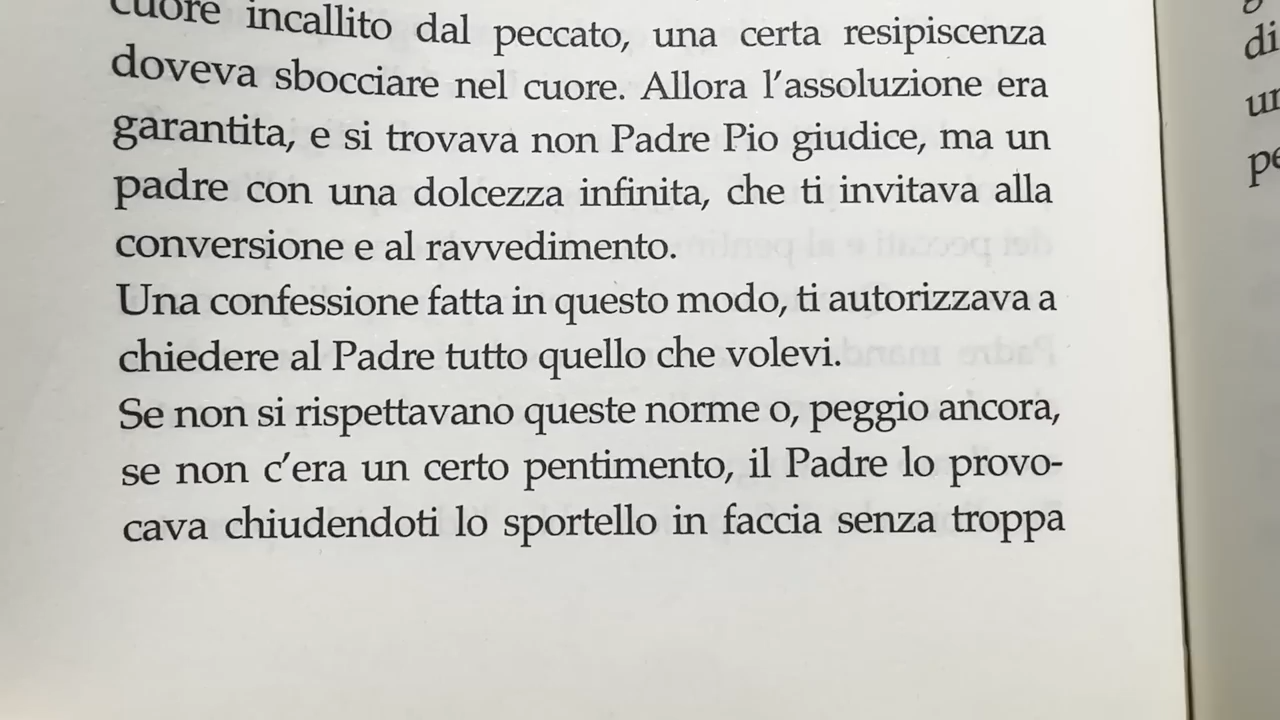 cuore incallito dal peccato, una certa resipiscenza
doveva sbocciare nel cuore. Allora l'assoluzione era
garantita, e si trovava non Padre Pio giudice, ma un
padre con una dolcezza infinita, che ti invitava alla
conversione e al ravvedimento.
Una confessione fatta in questo modo, ti autorizzava a
chiedere al Padre tutto quello che volevi.
Se non si rispettavano queste norme o, peggio ancora,
se non c'era un certo pentimento, il Padre lo provo-
cava chiudendoti lo sportello in faccia senza troppa